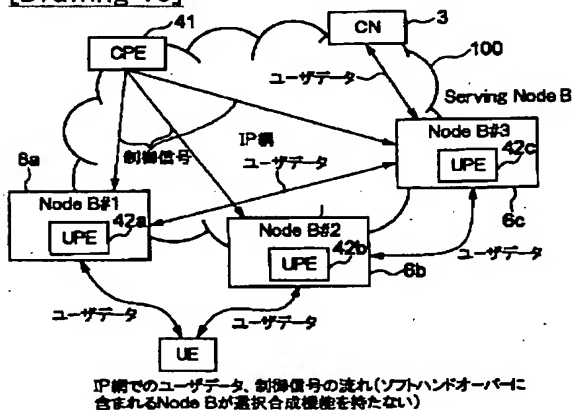 [Drawing 10]
41
CPE
CN
3
100
ユーザデータ
Serving Node B
制御信号
IP網
ユーザデータ
Node B#3
UPE
42c
6c
6a
Node B#1
UPE
42a
Node B#2
UPE
42b
6b
ユーザデータ
ユーザデータ
ユーザデータ
UE
IP網でのユーザデータ、制御信号の流れ(ソフトハンドオーバーに
含まれるNode Bが選択合成機能を持たない)